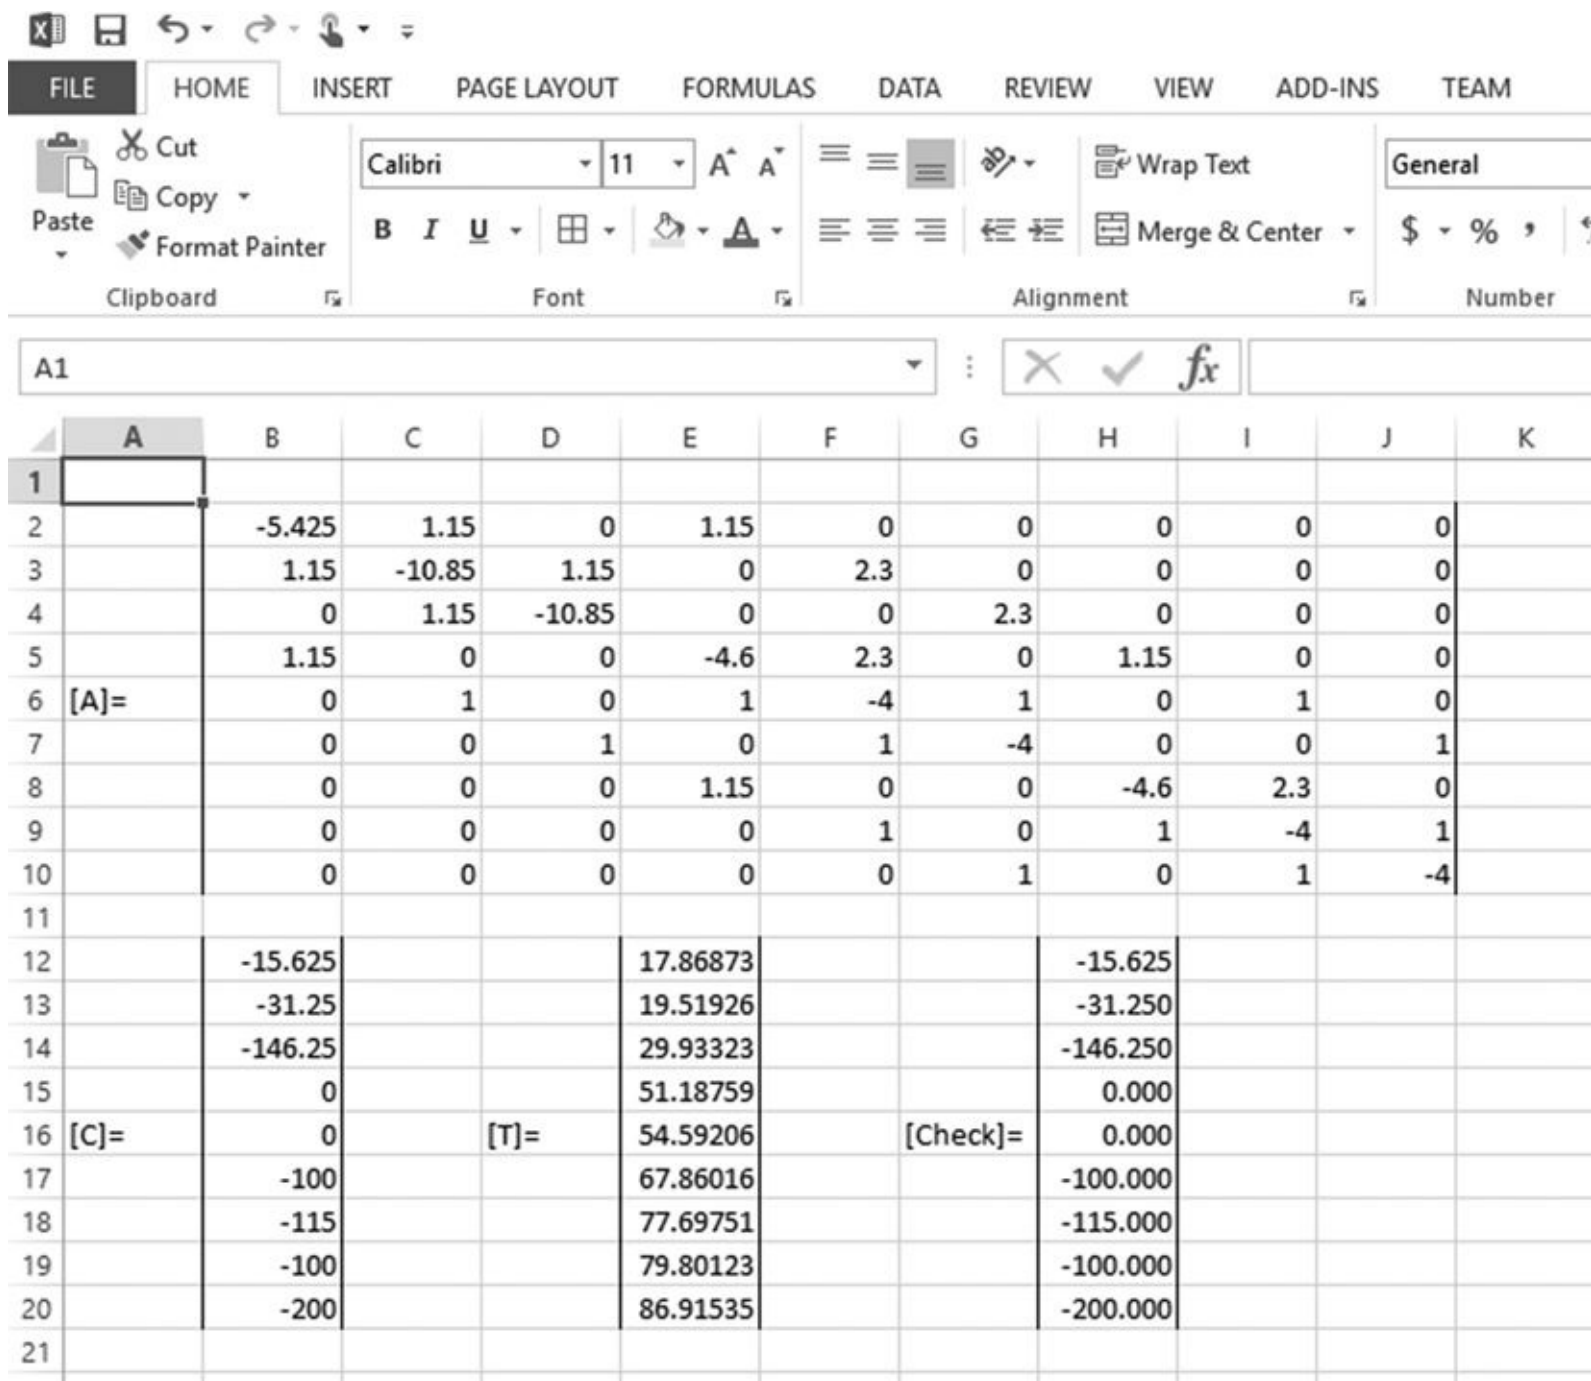 FILE HOME INSERT PAGE LAYOUT FORMULAS DATA REVIEW VIEW ADD-INS TEAM
Paste
Cut
Copy
Format Painter
Calibri 11 A A
ab
Wrap Text
General
B I U A
Merge & Center
$ % ,
Clipboard Font Alignment Number
A1 fx
A B C D E F G H I J K
1
2 -5.425 1.15 0 1.15 0 0 0 0 0
3 1.15 -10.85 1.15 0 2.3 0 0 0 0
4 0 1.15 -10.85 0 0 2.3 0 0 0
5 1.15 0 0 -4.6 2.3 0 1.15 0 0
6 [A]= 0 1 0 1 -4 1 0 1 0
7 0 0 1 0 1 -4 0 0 1
8 0 0 0 1.15 0 0 -4.6 2.3 0
9 0 0 0 0 1 0 1 -4 1
10 0 0 0 0 0 1 0 1 -4
11
12 -15.625 17.86873 -15.625
13 -31.25 19.51926 -31.250
14 -146.25 29.93323 -146.250
15 0 51.18759 0.000
16 [C]= 0 [T]= 54.59206 [Check]= 0.000
17 -100 67.86016 -100.000
18 -115 77.69751 -115.000
19 -100 79.80123 -100.000
20 -200 86.91535 -200.000
21